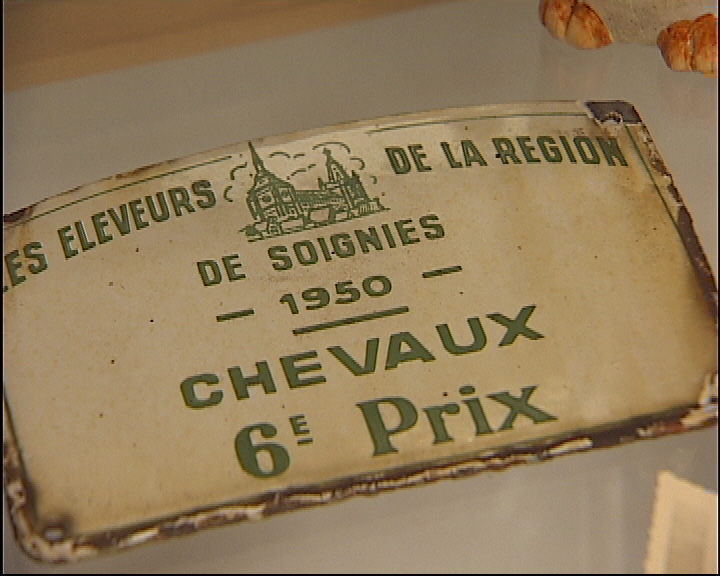 LES ELEVEURS DE LA REGION
DE SOIGNIES
— 1950 —
CHEVAUX
6E Prix